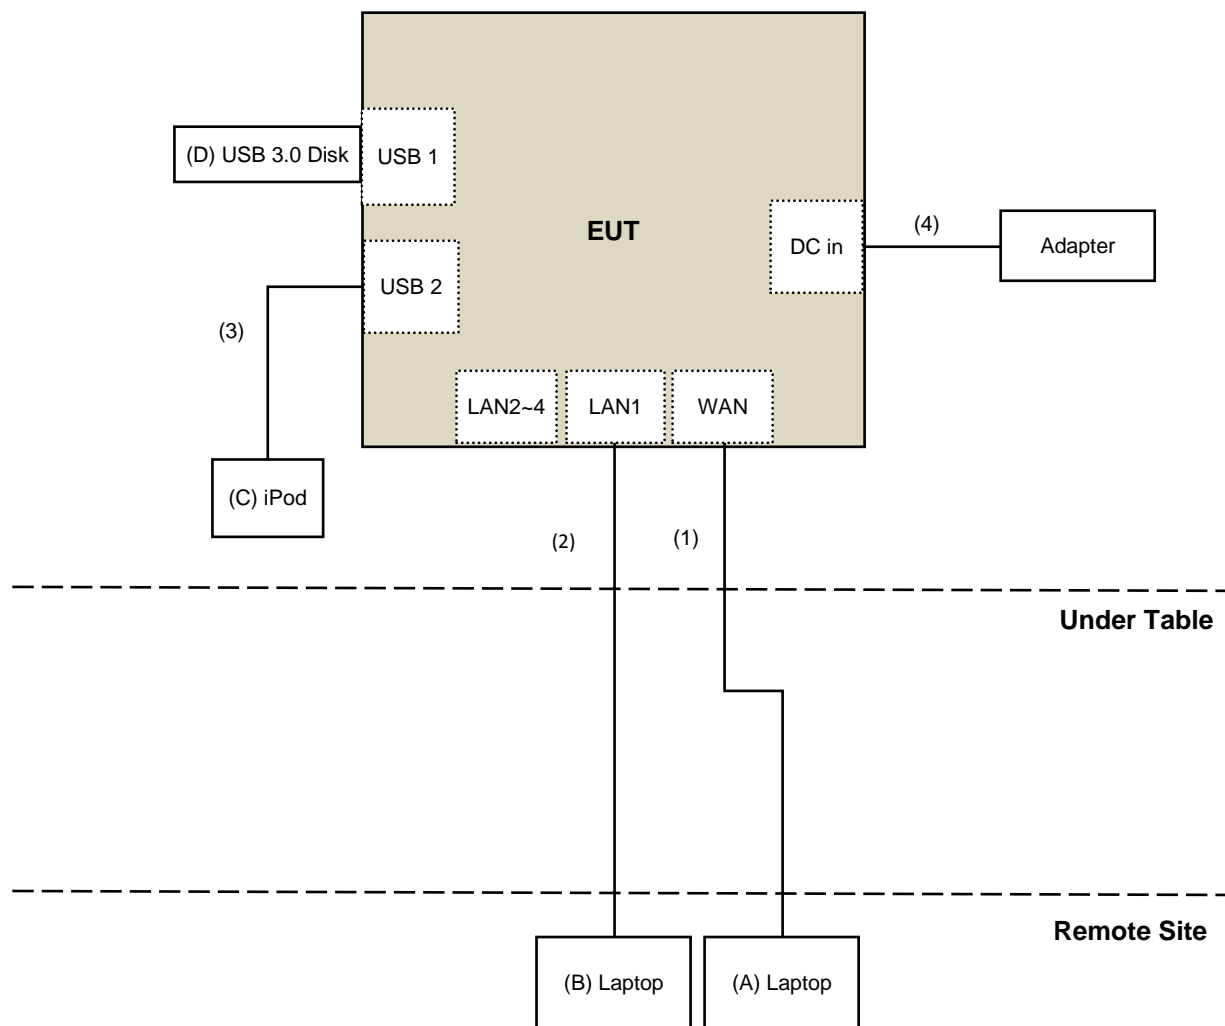 (D) USB 3.0 Disk
USB 1
EUT
DC in
(4)
Adapter
USB 2
(3)
LAN2~4
LAN1
WAN
(C) iPod
(2)
(1)
Under Table
Remote Site
(B) Laptop
(A) Laptop